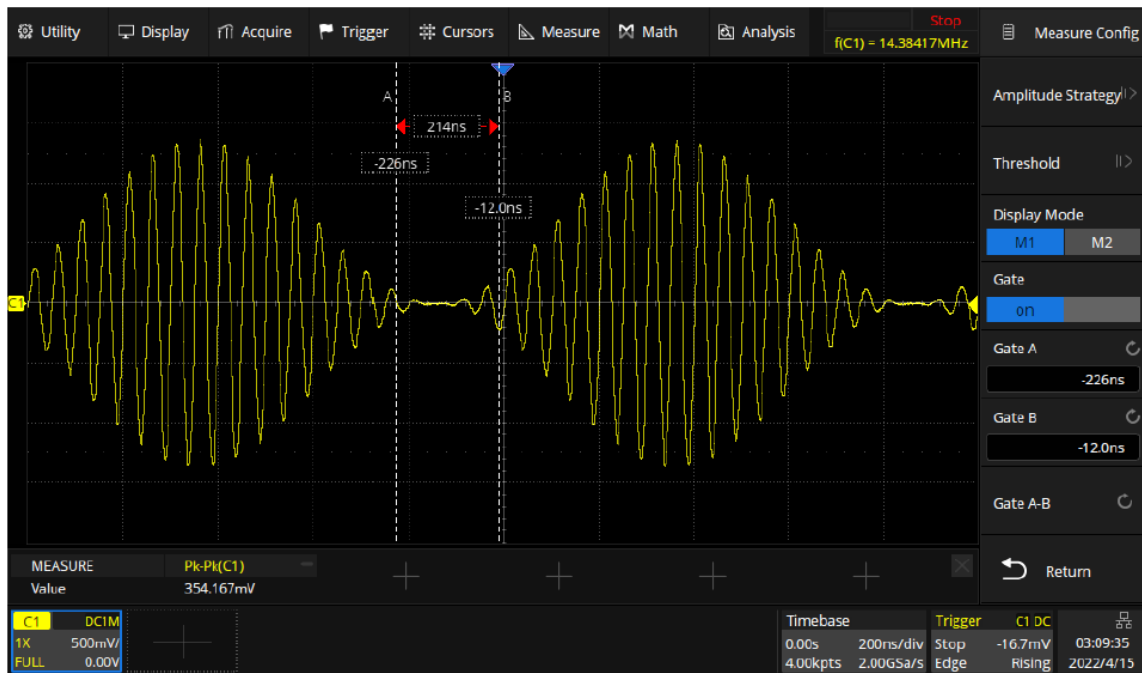 Utility Display Acquire Trigger Cursors Measure Math Analysis
Stop
f(C1) = 14.38417MHz
Measure Config
A B
214ns
-226ns
-12.0ns
C1
Amplitude Strategy
Threshold
Display Mode
M1 M2
Gate
on
Gate A
-226ns
Gate B
-12.0ns
Gate A-B
Return
MEASURE Pk-Pk(C1)
Value 354.167mV
C1 DC1M
1X 500mV/
FULL 0.00V
Timebase
0.00s 200ns/div
4.00kpts 2.00GSa/s
Trigger C1 DC
Stop -16.7mV
Edge Rising
03:09:35
2022/4/15